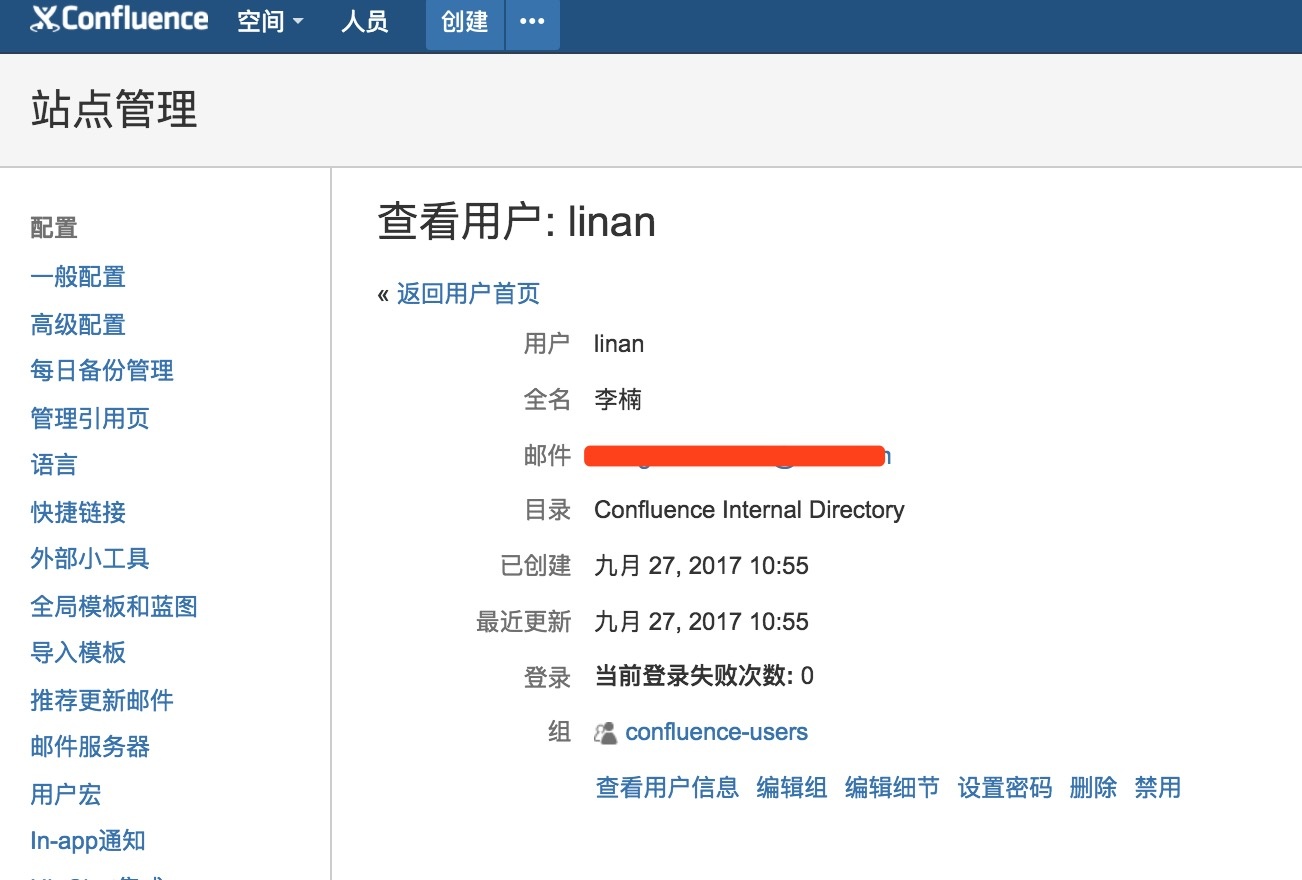 Confluence 空间 人员 创建 •••
站点管理
配置
一般配置
高级配置
每日备份管理
管理引用页
语言
快捷链接
外部小工具
全局模板和蓝图
导入模板
推荐更新邮件
邮件服务器
用户宏
In-app通知
查看用户: linan
« 返回用户首页
用户 linan
全名 李楠
邮件
目录 Confluence Internal Directory
已创建 九月 27, 2017 10:55
最近更新 九月 27, 2017 10:55
登录 当前登录失败次数: 0
组 confluence-users
查看用户信息 编辑组 编辑细节 设置密码 删除 禁用